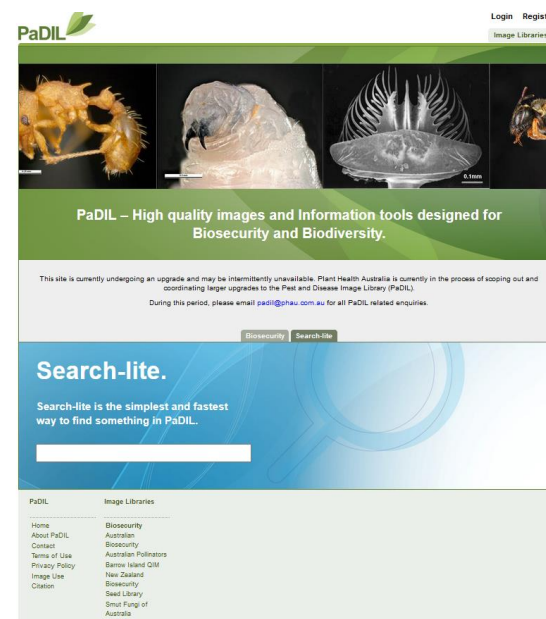 PaDIL
Login Regist
Image Libraries
0.1mm
PaDIL – High quality images and Information tools designed for
Biosecurity and Biodiversity.
This site is currently undergoing an upgrade and may be intermittently unavailable. Plant Health Australia is currently in the process of scoping out and
coordinating larger upgrades to the Pest and Disease Image Library (PaDIL).
During this period, please email padil@phau.com.au for all PaDIL related enquiries.
Biosecurity Search-lite
Search-lite.
Search-lite is the simplest and fastest
way to find something in PaDIL.
PaDIL
Home
About PaDIL
Contact
Terms of Use
Privacy Policy
Image Use
Citation
Image Libraries
Biosecurity
Australian
Biosecurity
Australian Pollinators
Barrow Island QIM
New Zealand
Biosecurity
Seed Library
Smut Fungi of
Australia